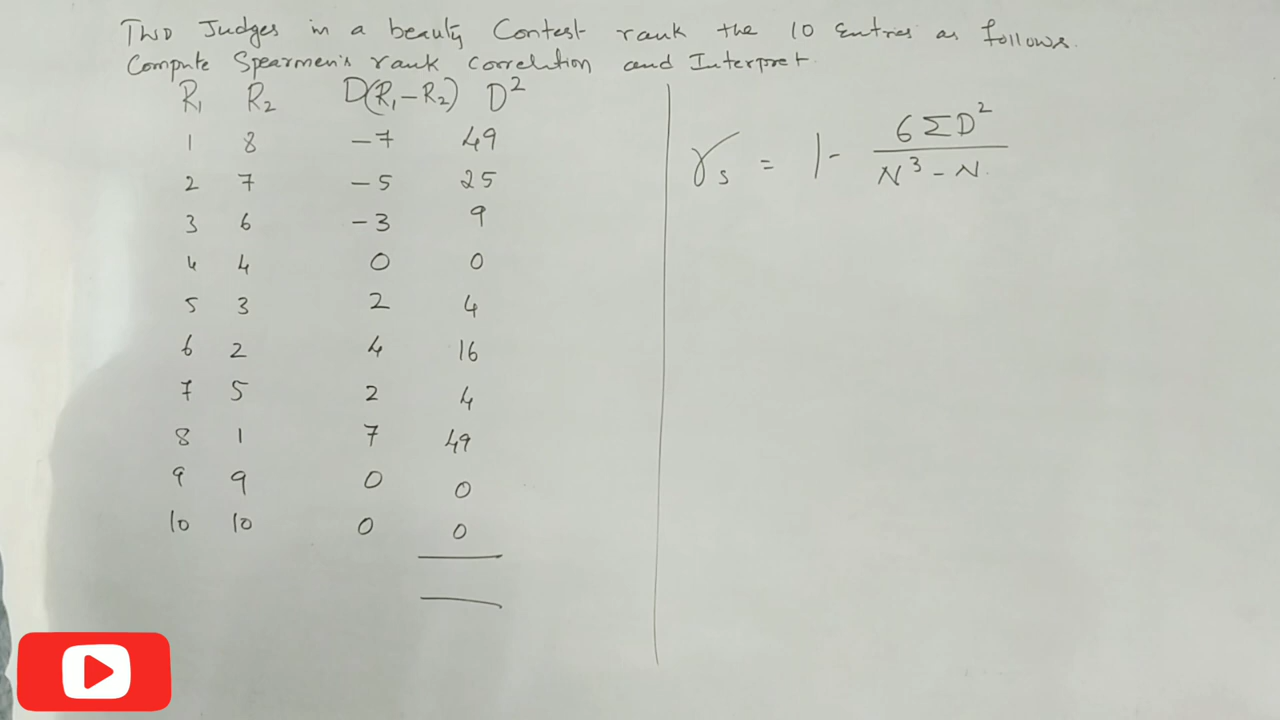 Two Judges in a beauty Contest rank the 10 Entres as follows.
Compute Spearmen's rank correlation and Interpret
R₁ R₂ D(R₁-R₂) D²
1 8 -7 49
2 7 -5 25
3 6 -3 9
4 4 0 0
5 3 2 4
6 2 4 16
7 5 2 4
8 1 7 49
9 9 0 0
10 10 0 0
γs = 1 - 6ΣD² / N³ - N